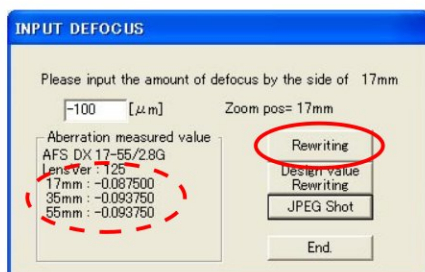 INPUT DEFOCUS
Please input the amount of defocus by the side of 17mm
-100 [μm] Zoom pos= 17mm
Aberration measured value
AFS DX 17-55/2.8G
LensVer : 125
17mm : -0.087500
35mm : -0.093750
55mm : -0.093750
Rewriting
Design value
Rewriting
JPEG Shot
End.